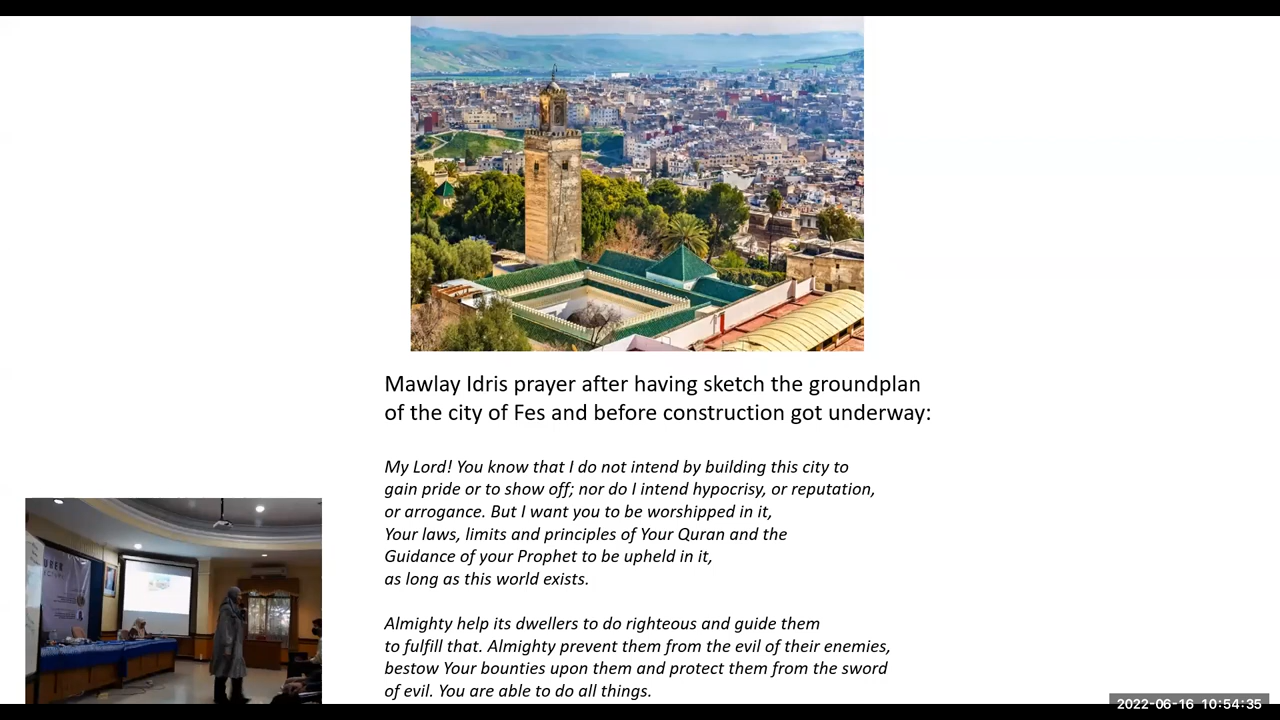 Mawlay Idris prayer after having sketch the groundplan
of the city of Fes and before construction got underway:
My Lord! You know that I do not intend by building this city to
gain pride or to show off; nor do I intend hypocrisy, or reputation,
or arrogance. But I want you to be worshipped in it,
Your laws, limits and principles of Your Quran and the
Guidance of your Prophet to be upheld in it,
as long as this world exists.
Almighty help its dwellers to do righteous and guide them
to fulfill that. Almighty prevent them from the evil of their enemies,
bestow Your bounties upon them and protect them from the sword
of evil. You are able to do all things.
2022-06-16 10:54:35